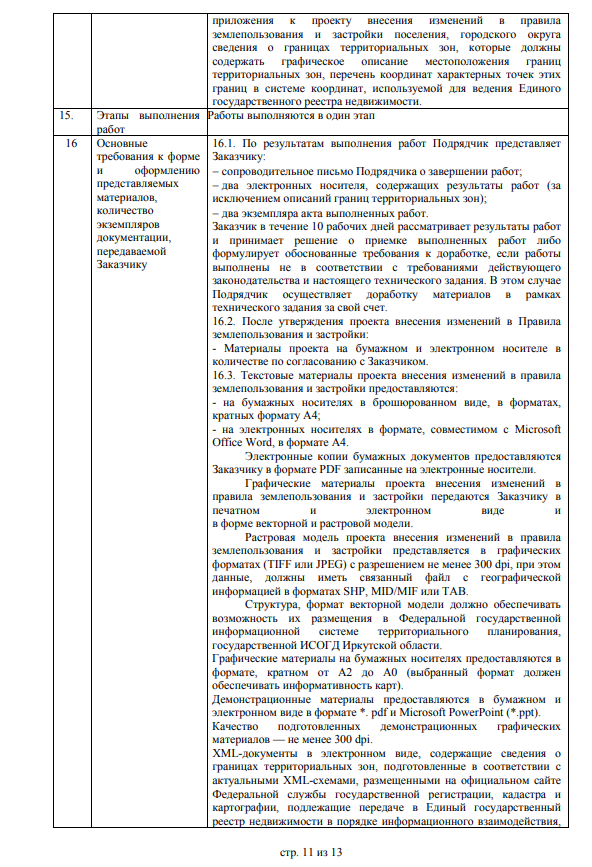 приложения к проекту внесения изменений в правила
землепользования и застройки поселения, городского округа
сведения о границах территориальных зон, которые должны
содержать графическое описание местоположения границ
территориальных зон, перечень координат характерных точек этих
границ в системе координат, используемой для ведения Единого
государственного реестра недвижимости.
15. Этапы выполнения работ
Работы выполняются в один этап
16 Основные
требования к форме
и оформлению
представляемых
материалов,
количество
экземпляров
документации,
передаваемой
Заказчику
16.1. По результатам выполнения работ Подрядчик представляет
Заказчику:
– сопроводительное письмо Подрядчика о завершении работ;
– два электронных носителя, содержащих результаты работ (за
исключением описаний границ территориальных зон);
– два экземпляра акта выполненных работ.
Заказчик в течение 10 рабочих дней рассматривает результаты работ
и принимает решение о приемке выполненных работ либо
формулирует обоснованные требования к доработке, если работы
выполнены не в соответствии с требованиями действующего
законодательства и настоящего технического задания. В этом случае
Подрядчик осуществляет доработку материалов в рамках
технического задания за свой счет.
16.2. После утверждения проекта внесения изменений в Правила
землепользования и застройки:
- Материалы проекта на бумажном и электронном носителе в
количестве по согласованию с Заказчиком.
16.3. Текстовые материалы проекта внесения изменений в правила
землепользования и застройки предоставляются:
- на бумажных носителях в брошюрованном виде, в форматах,
кратных формату А4;
- на электронных носителях в формате, совместимом с Microsoft
Office Word, в формате А4.
Электронные копии бумажных документов предоставляются
Заказчику в формате PDF записанные на электронные носители.
Графические материалы проекта внесения изменений в
правила землепользования и застройки передаются Заказчику в
печатном и электронном виде и
в форме векторной и растровой модели.
Растровая модель проекта внесения изменений в правила
землепользования и застройки представляется в графических
форматах (TIFF или JPEG) с разрешением не менее 300 dpi, при этом
данные, должны иметь связанный файл с географической
информацией в форматах SHP, MID/MIF или TAB.
Структура, формат векторной модели должно обеспечивать
возможность их размещения в Федеральной государственной
информационной системе территориального планирования,
государственной ИСОГД Иркутской области.
Графические материалы на бумажных носителях предоставляются в
формате, кратном от А2 до А0 (выбранный формат должен
обеспечивать информативность карт).
Демонстрационные материалы предоставляются в бумажном и
электронном виде в формате *. pdf и Microsoft PowerPoint (*.ppt).
Качество подготовленных демонстрационных графических
материалов — не менее 300 dpi.
XML-документы в электронном виде, содержащие сведения о
границах территориальных зон, подготовленные в соответствии с
актуальными XML-схемами, размещенными на официальном сайте
Федеральной службы государственной регистрации, кадастра и
картографии, подлежащие передаче в Единый государственный
реестр недвижимости в порядке информационного взаимодействия,
стр. 11 из 13